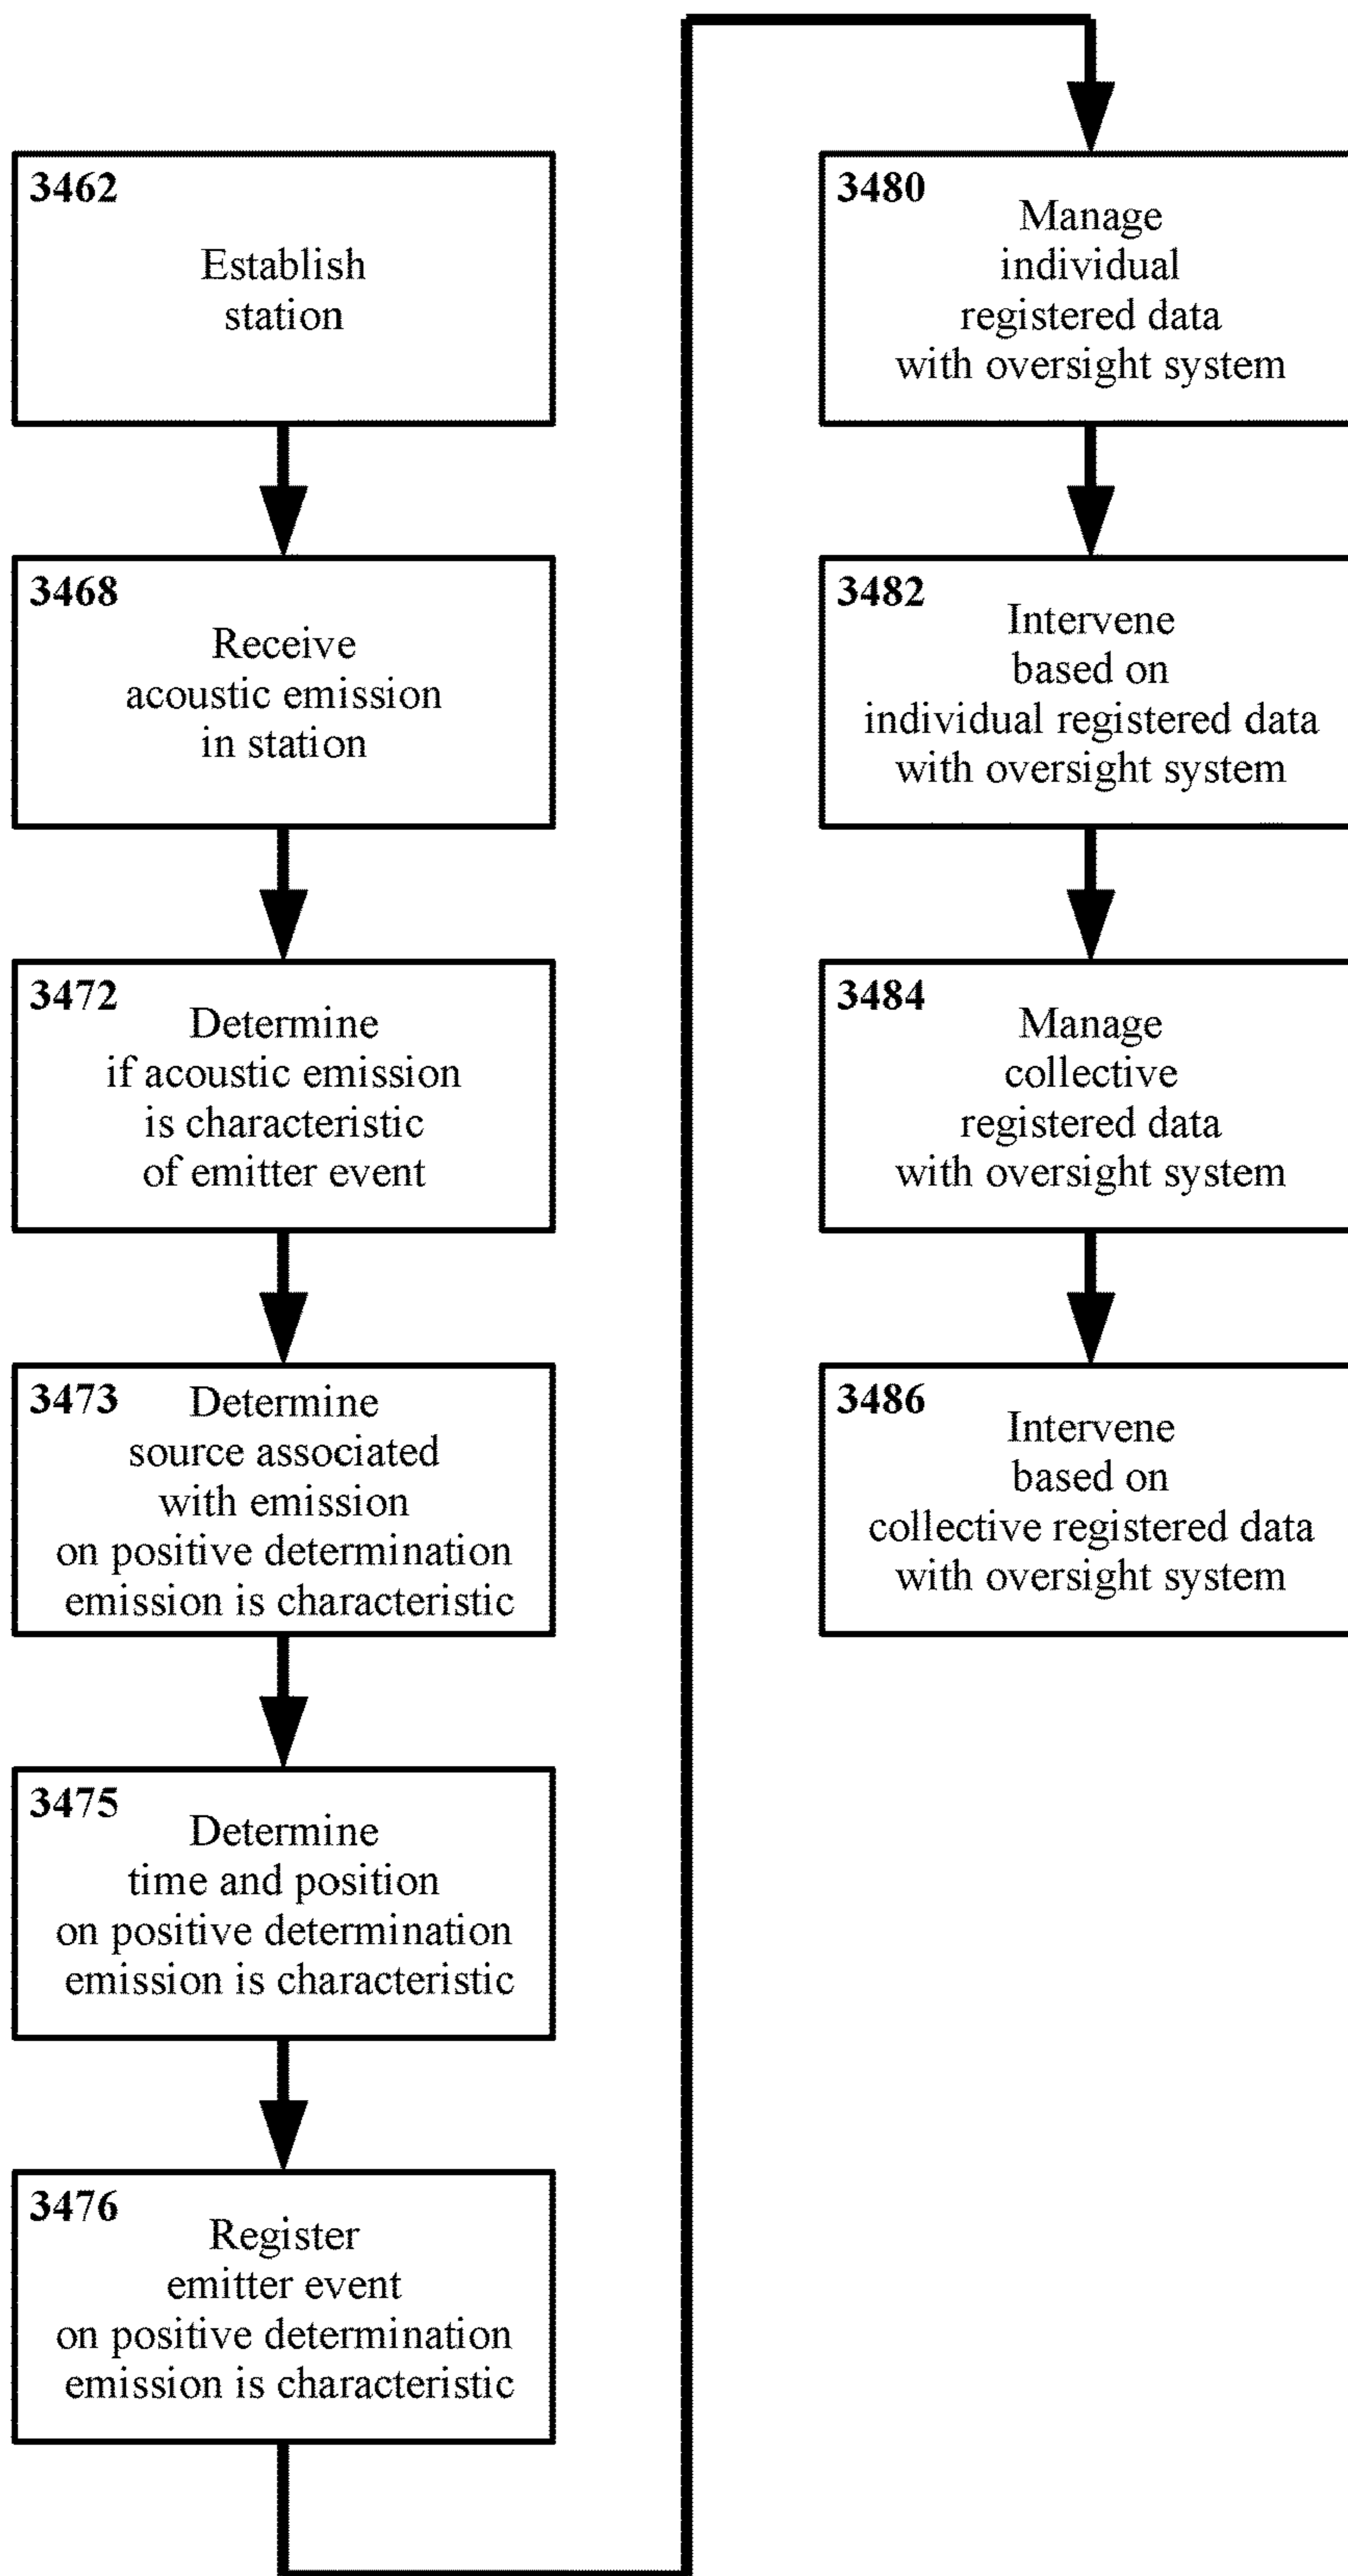 3462
Establish
station
3468
Receive
acoustic emission
in station
3472
Determine
if acoustic emission
is characteristic
of emitter event
3473
Determine
source associated
with emission
on positive determination
emission is characteristic
3475
Determine
time and position
on positive determination
emission is characteristic
3476
Register
emitter event
on positive determination
emission is characteristic
3480
Manage
individual
registered data
with oversight system
3482
Intervene
based on
individual registered data
with oversight system
3484
Manage
collective
registered data
with oversight system
3486
Intervene
based on
collective registered data
with oversight system